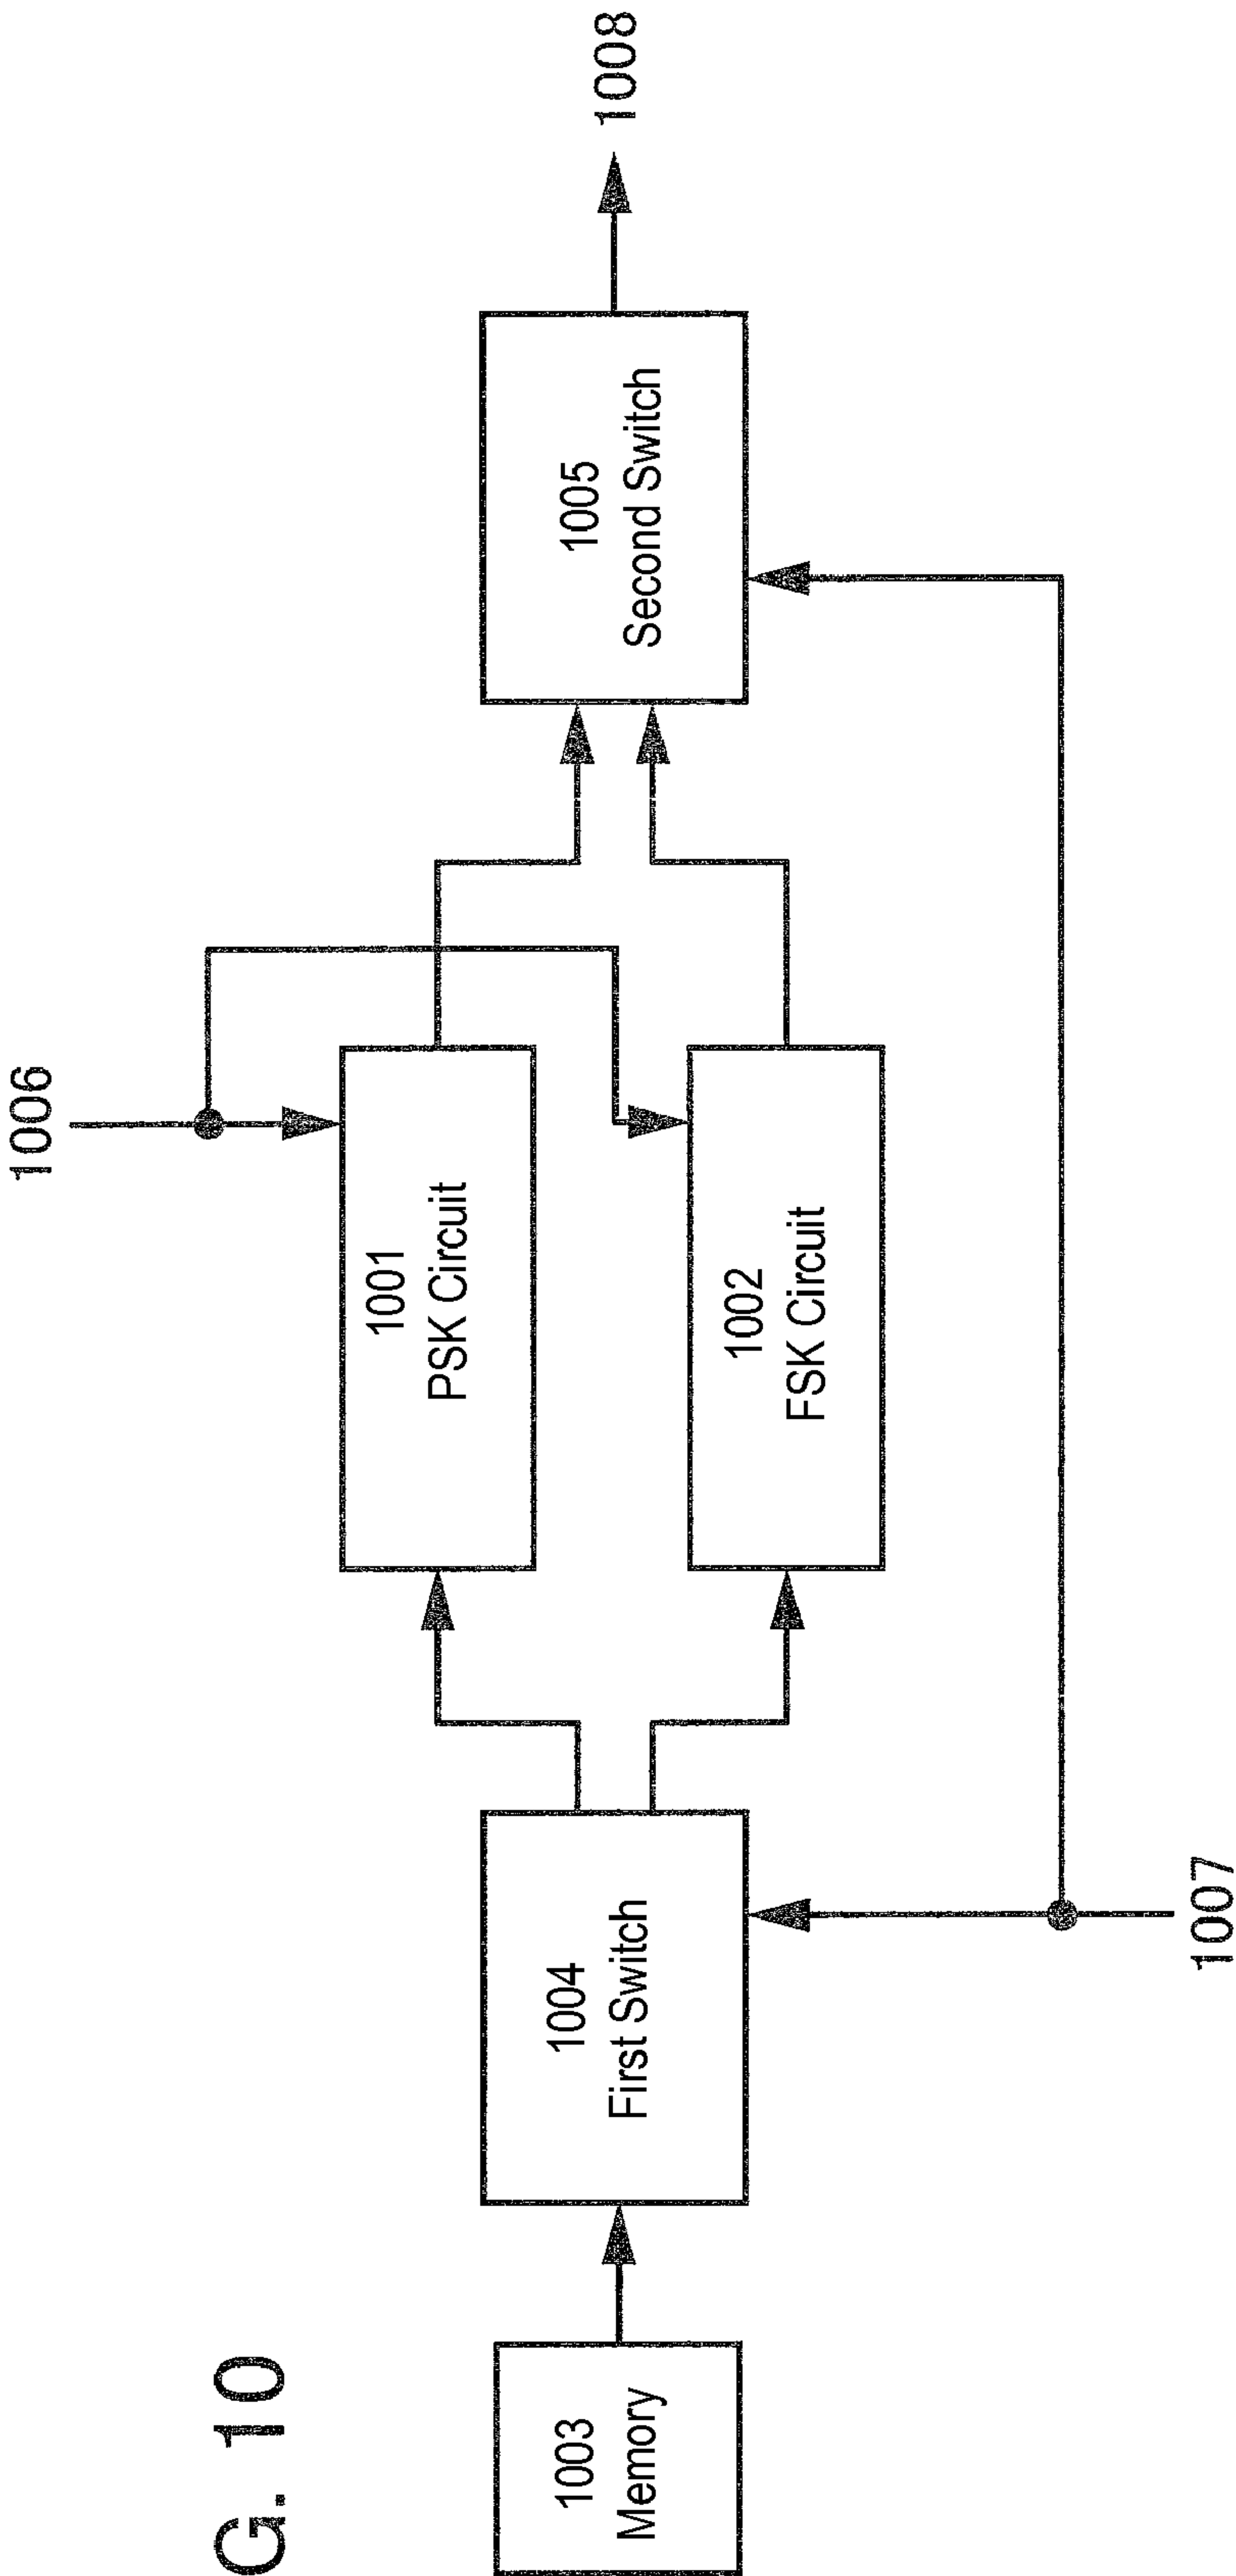 G. 10
1006
1001
PSK Circuit
1003
Memory
1004
First Switch
1005
Second Switch
1008
1002
FSK Circuit
1007